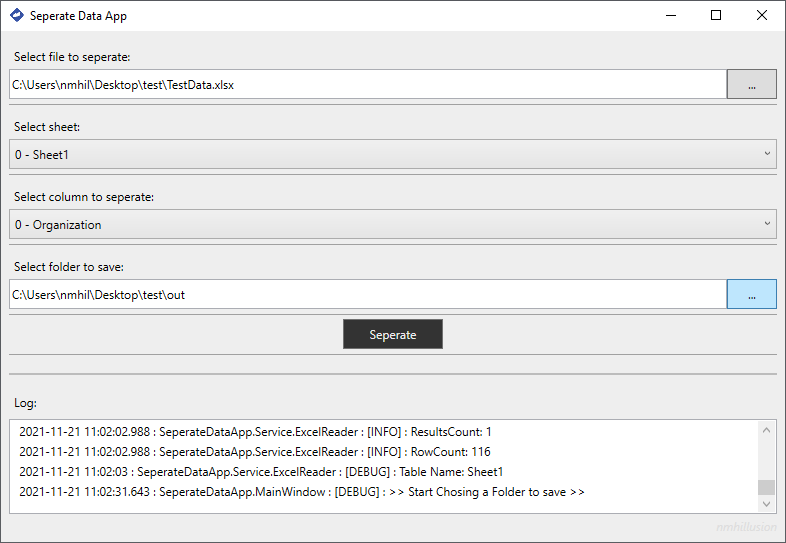 Seperate Data App
Select file to seperate:
C:\Users\nmhil\Desktop\test\TestData.xlsx
...
Select sheet:
0 - Sheet1
Select column to seperate:
0 - Organization
Select folder to save:
C:\Users\nmhil\Desktop\test\out
...
Seperate
Log:
2021-11-21 11:02:02.988 : SeperateDataApp.Service.ExcelReader : [INFO] : ResultsCount: 1
2021-11-21 11:02:02.988 : SeperateDataApp.Service.ExcelReader : [INFO] : RowCount: 116
2021-11-21 11:02:03 : SeperateDataApp.Service.ExcelReader : [DEBUG] : Table Name: Sheet1
2021-11-21 11:02:31.643 : SeperateDataApp.MainWindow : [DEBUG] : >> Start Chosing a Folder to save >>
nmhillusion